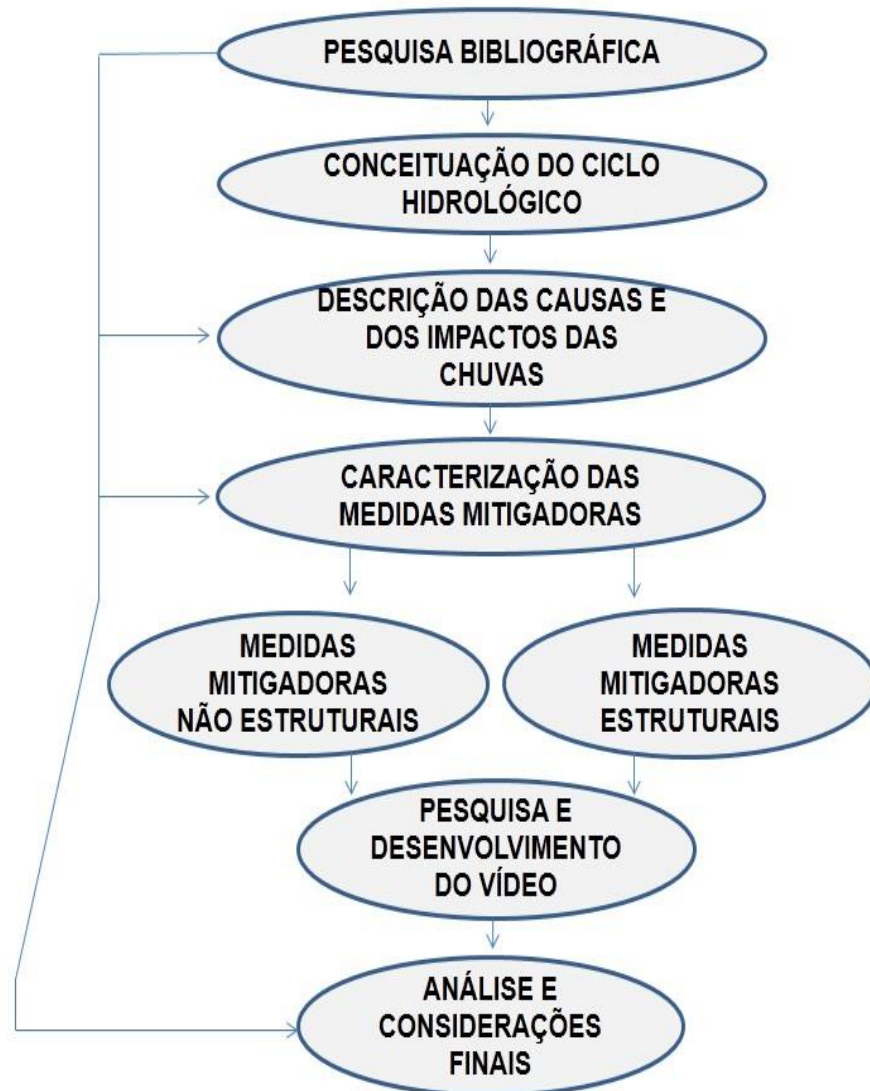 PESQUISA BIBLIOGRÁFICA
CONCEITUAÇÃO DO CICLO
HIDROLÓGICO
DESCRIÇÃO DAS CAUSAS E
DOS IMPACTOS DAS
CHUVAS
CARACTERIZAÇÃO DAS
MEDIDAS MITIGADORAS
MEDIDAS
MITIGADORAS
NÃO ESTRUTURAIS
MEDIDAS
MITIGADORAS
ESTRUTURAIS
PESQUISA E
DESENVOLVIMENTO
DO VÍDEO
ANÁLISE E
CONSIDERAÇÕES
FINAIS